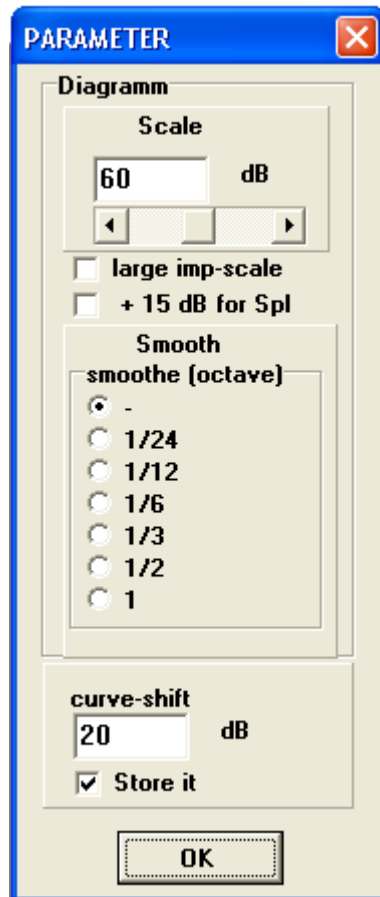 PARAMETER
Diagramm
Scale
60 dB
large imp-scale
+ 15 dB for Spl
Smooth
smoothe (octave)
-
1/24
1/12
1/6
1/3
1/2
1
curve-shift
20 dB
Store it
OK